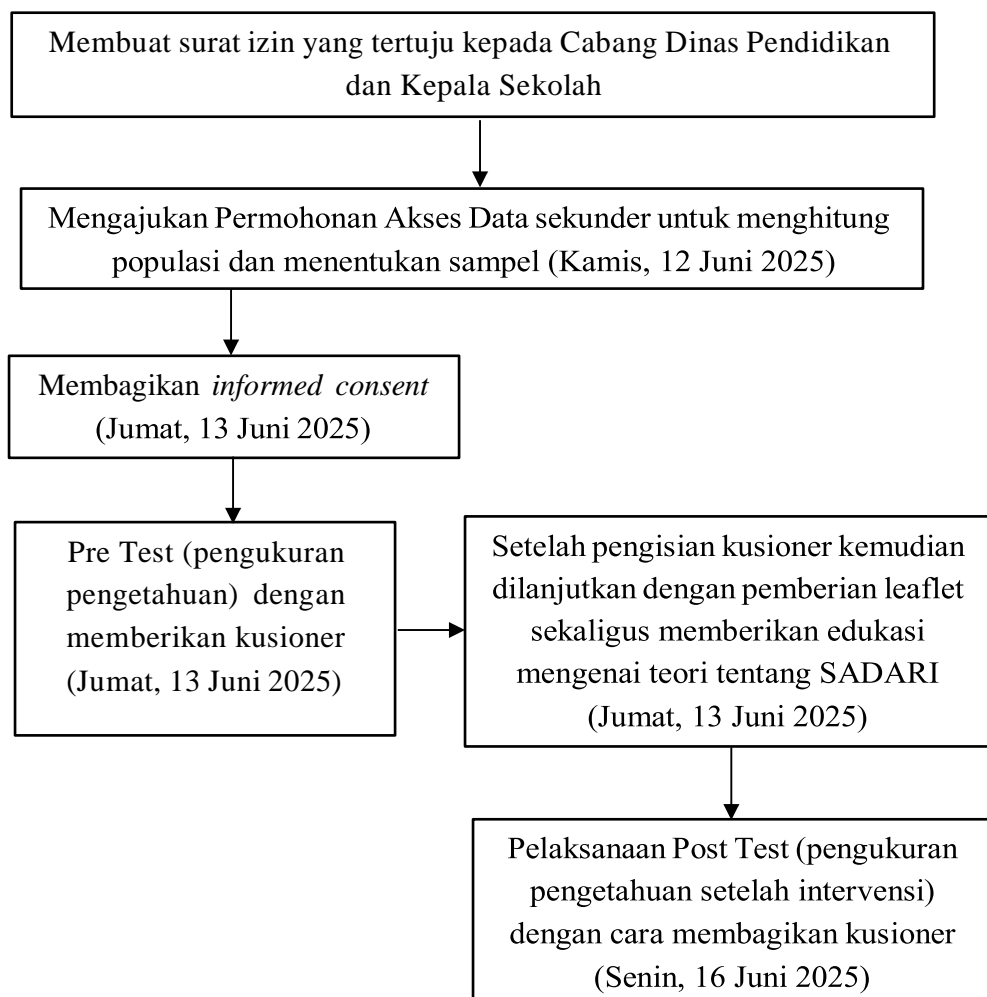 Membuat surat izin yang tertuju kepada Cabang Dinas Pendidikan
dan Kepala Sekolah
Mengajukan Permohonan Akses Data sekunder untuk menghitung
populasi dan menentukan sampel (Kamis, 12 Juni 2025)
Membagikan informed consent
(Jumat, 13 Juni 2025)
Pre Test (pengukuran
pengetahuan) dengan
memberikan kusioner
(Jumat, 13 Juni 2025)
Setelah pengisian kusioner kemudian
dilanjutkan dengan pemberian leaflet
sekaligus memberikan edukasi
mengenai teori tentang SADARI
(Jumat, 13 Juni 2025)
Pelaksanaan Post Test (pengukuran
pengetahuan setelah intervensi)
dengan cara membagikan kusioner
(Senin, 16 Juni 2025)